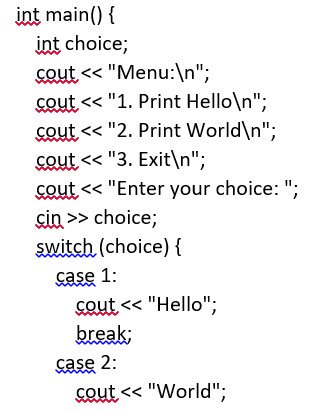 int main() {
int choice;
cout << "Menu:\n";
cout << "1. Print Hello\n";
cout << "2. Print World\n";
cout << "3. Exit\n";
cout << "Enter your choice: ";
cin >> choice;
switch (choice) {
case 1:
cout << "Hello";
break;
case 2:
cout << "World";